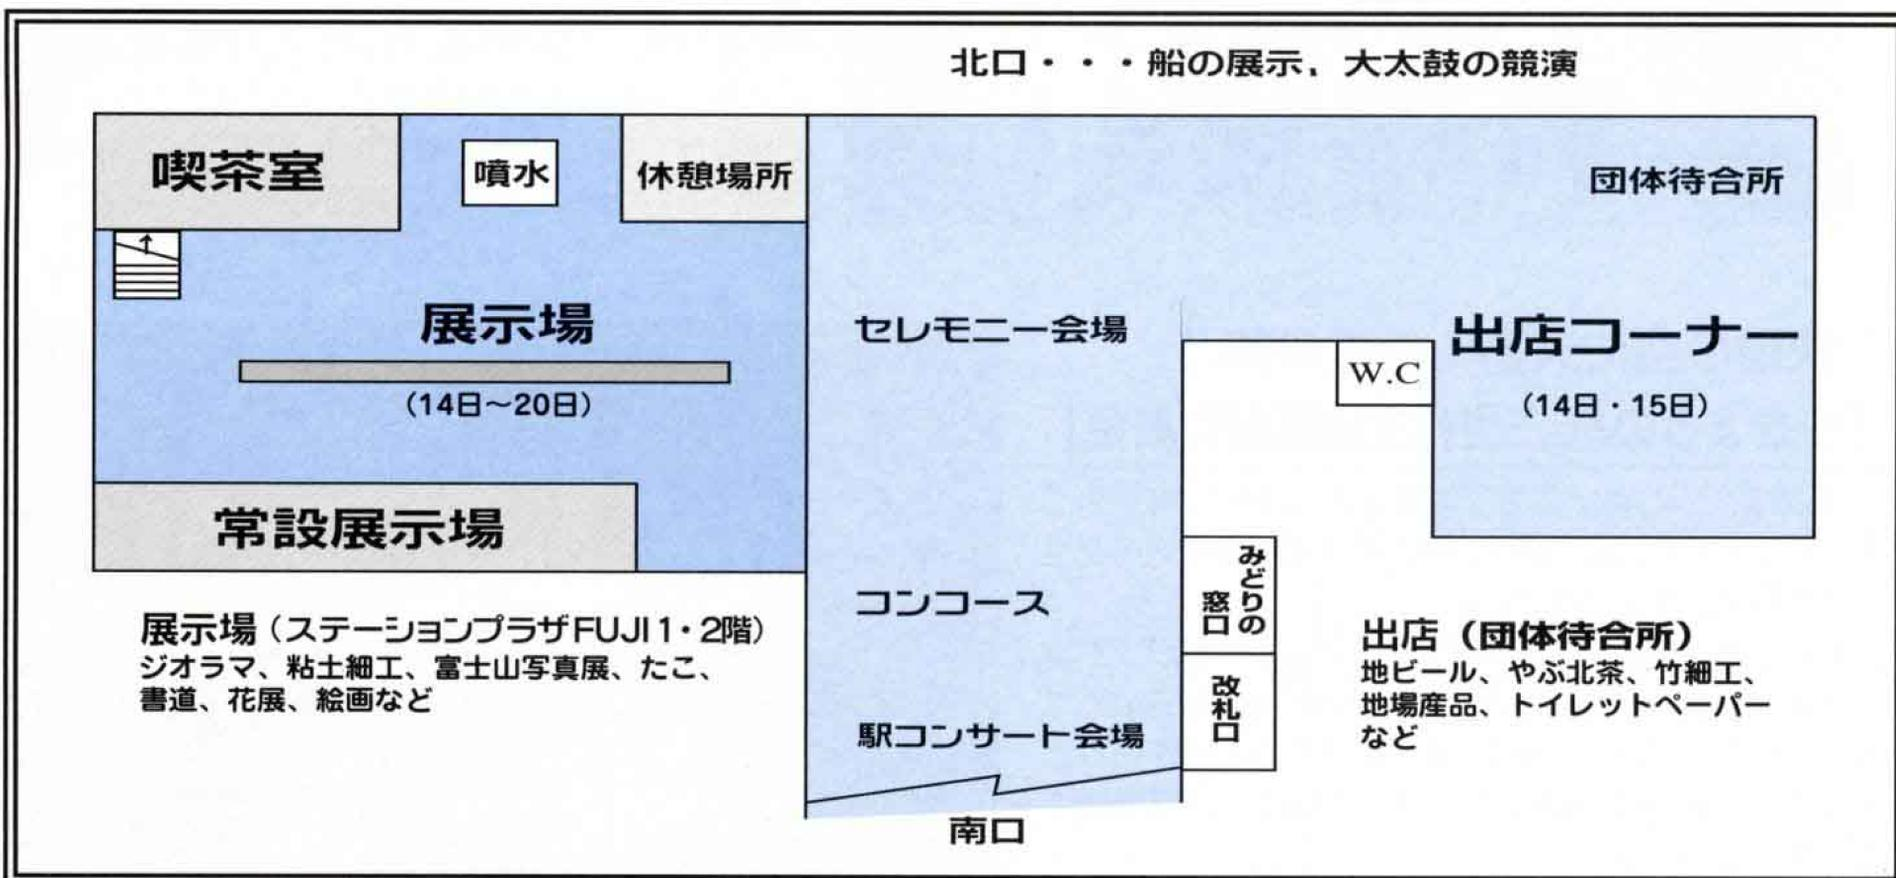 北口・・・船の展示，大太鼓の競演
喫茶室
噴水
休憩場所
団体待合所
展示場
(14日～20日)
セレモニー会場
W.C
出店コーナー
(14日・15日)
常設展示場
コンコース
みどりの
窓口
改札口
駅コンサート会場
南口
展示場（ステーションプラザFUJI 1・2階）
ジオラマ、粘土細工、富士山写真展、たこ、
書道、花展、絵画など
出店（団体待合所）
地ビール、やぶ北茶、竹細工、
地場産品、トイレットペーパー
など